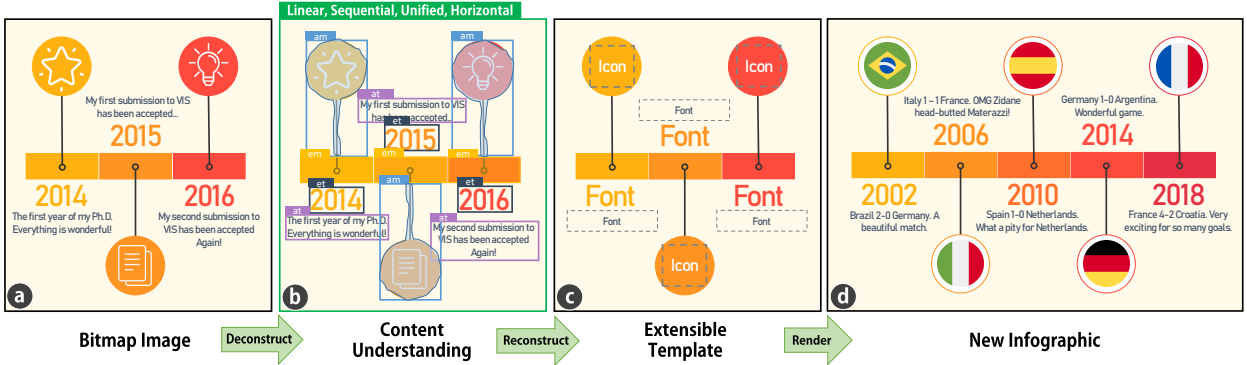 Linear, Sequential, Unified, Horizontal
My first submission to VIS
has been accepted...
2015
2014
The first year of my Ph.D.
Everything is wonderful!
2016
My second submission to
VIS has been accepted
Again!
a
am
am
at
My first submission to VIS
has been accepted...
et
2015
em
em
em
et
2014
at
The first year of my Ph.D.
Everything is wonderful!
am
et
2016
at
My second submission to
VIS has been accepted
Again!
b
Icon
Icon
Font
Font
Font
Font
Font
Font
Icon
c
Italy 1 – 1 France. OMG Zidane
head-butted Materazzi!
2006
Germany 1-0 Argentina.
Wonderful game.
2014
2002
Brazil 2-0 Germany. A
beautiful match.
2010
Spain 1-0 Netherlands.
What a pity for Netherlands.
2018
France 4-2 Croatia. Very
exciting for so many goals.
d
Bitmap Image
Deconstruct
Content
Understanding
Reconstruct
Extensible
Template
Render
New Infographic